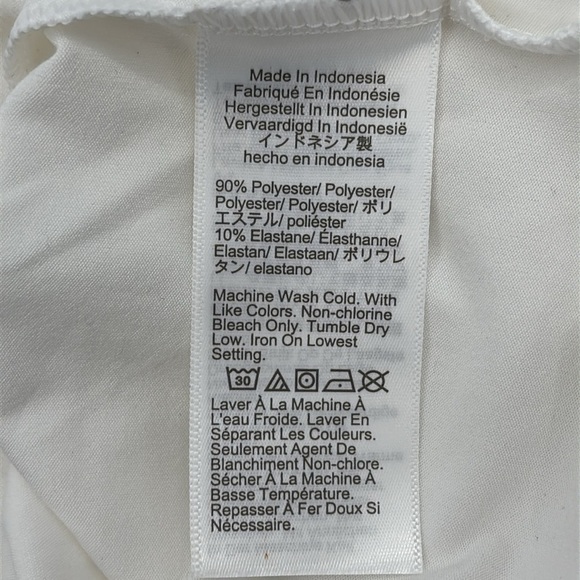 Made In Indonesia
Fabriqué En Indonésie
Hergestellt In Indonesien
Vervaardigd In Indonesië
インドネシア製
hecho en indonesia
90% Polyester/ Polyester/
Polyester/ Polyester/ ポリ
エステル/ poliéster
10% Elastane/ Élasthanne/
Elastan/ Elastaan/ ポリウレ
タン/ elastano
Machine Wash Cold. With
Like Colors. Non-chlorine
Bleach Only. Tumble Dry
Low. Iron On Lowest
Setting.
30
Laver À La Machine À
L'eau Froide. Laver En
Séparant Les Couleurs.
Seulement Agent De
Blanchiment Non-chlore.
Sécher À La Machine À
Basse Température.
Repasser À Fer Doux Si
Nécessaire.